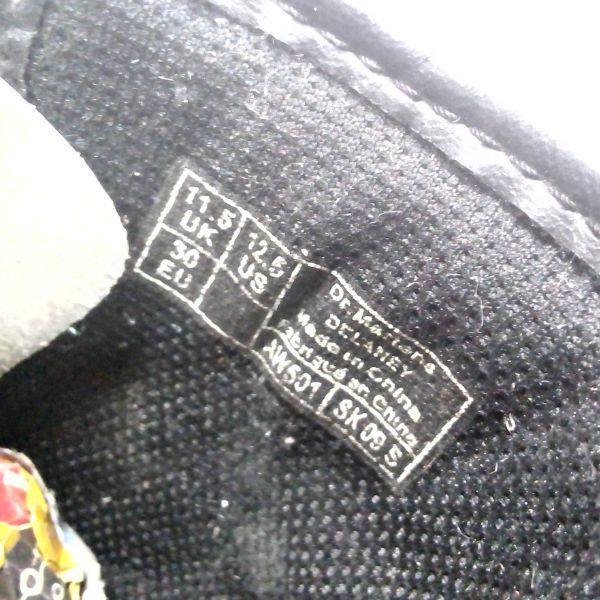 11.5 UK
12.5 US
30 EU
Dr.Martens
DELANEY
Made in China
Fabriqué en Chine
AW501
SK09 S